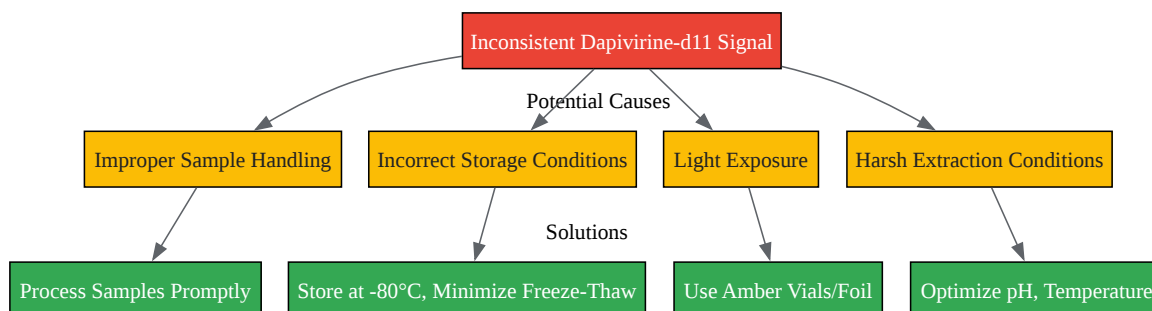 Inconsistent Dapivirine-d11 Signal
Potential Causes
Improper Sample Handling
Incorrect Storage Conditions
Light Exposure
Harsh Extraction Conditions
Solutions
Process Samples Promptly
Store at -80°C, Minimize Freeze-Thaw
Use Amber Vials/Foil
Optimize pH, Temperature